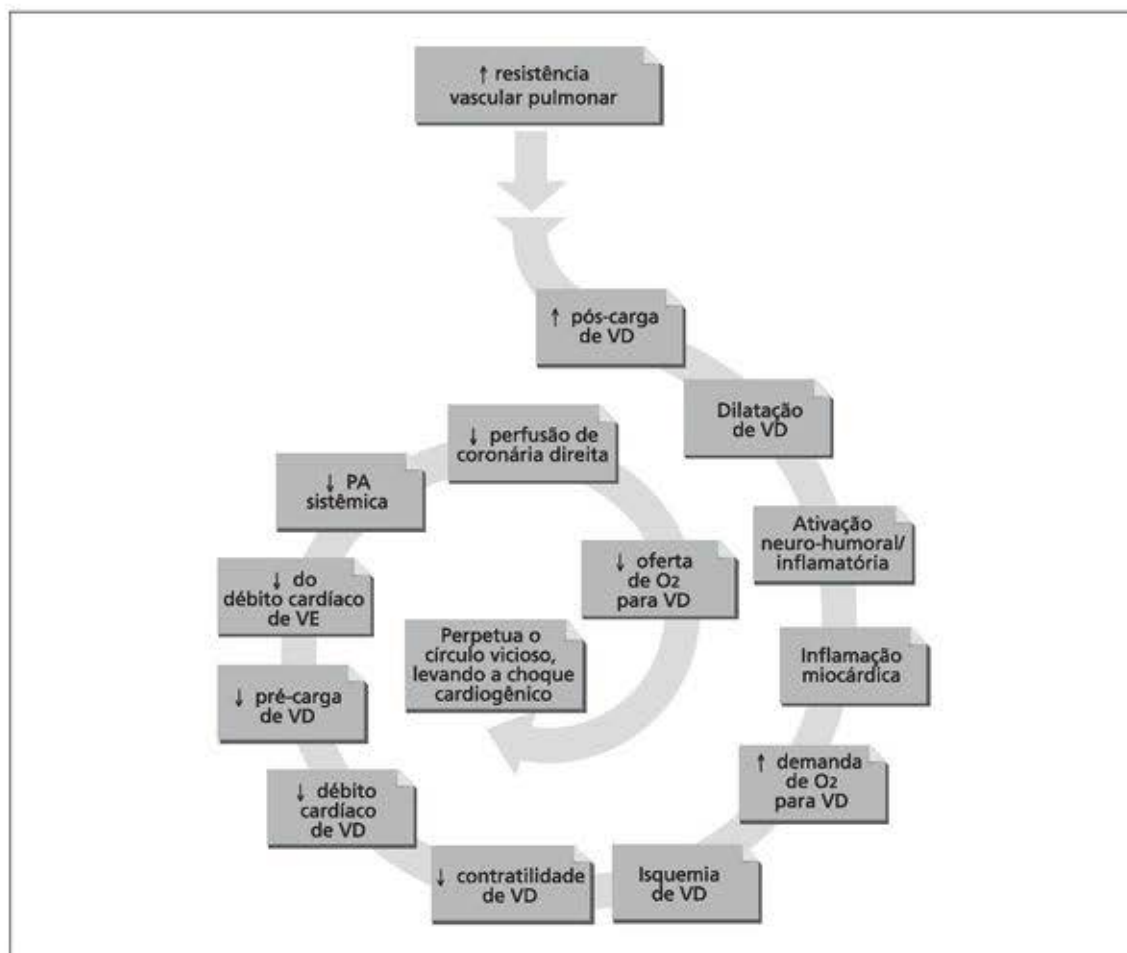 ↑ resistência
vascular pulmonar
↑ pós-carga
de VD
Dilatação
de VD
Ativação
neuro-humoral/
inflamatória
Inflamação
miocárdica
↑ demanda
de O2
para VD
Isquemia
de VD
↓ contratilidade
de VD
↓ débito
cardíaco
de VD
↓ pré-carga
de VD
↓ do
débito cardíaco
de VE
↓ PA
sistêmica
↓ perfusão de
coronária direita
↓ oferta
de O2
para VD
Perpetua o
círculo vicioso,
levando a choque
cardiogênico